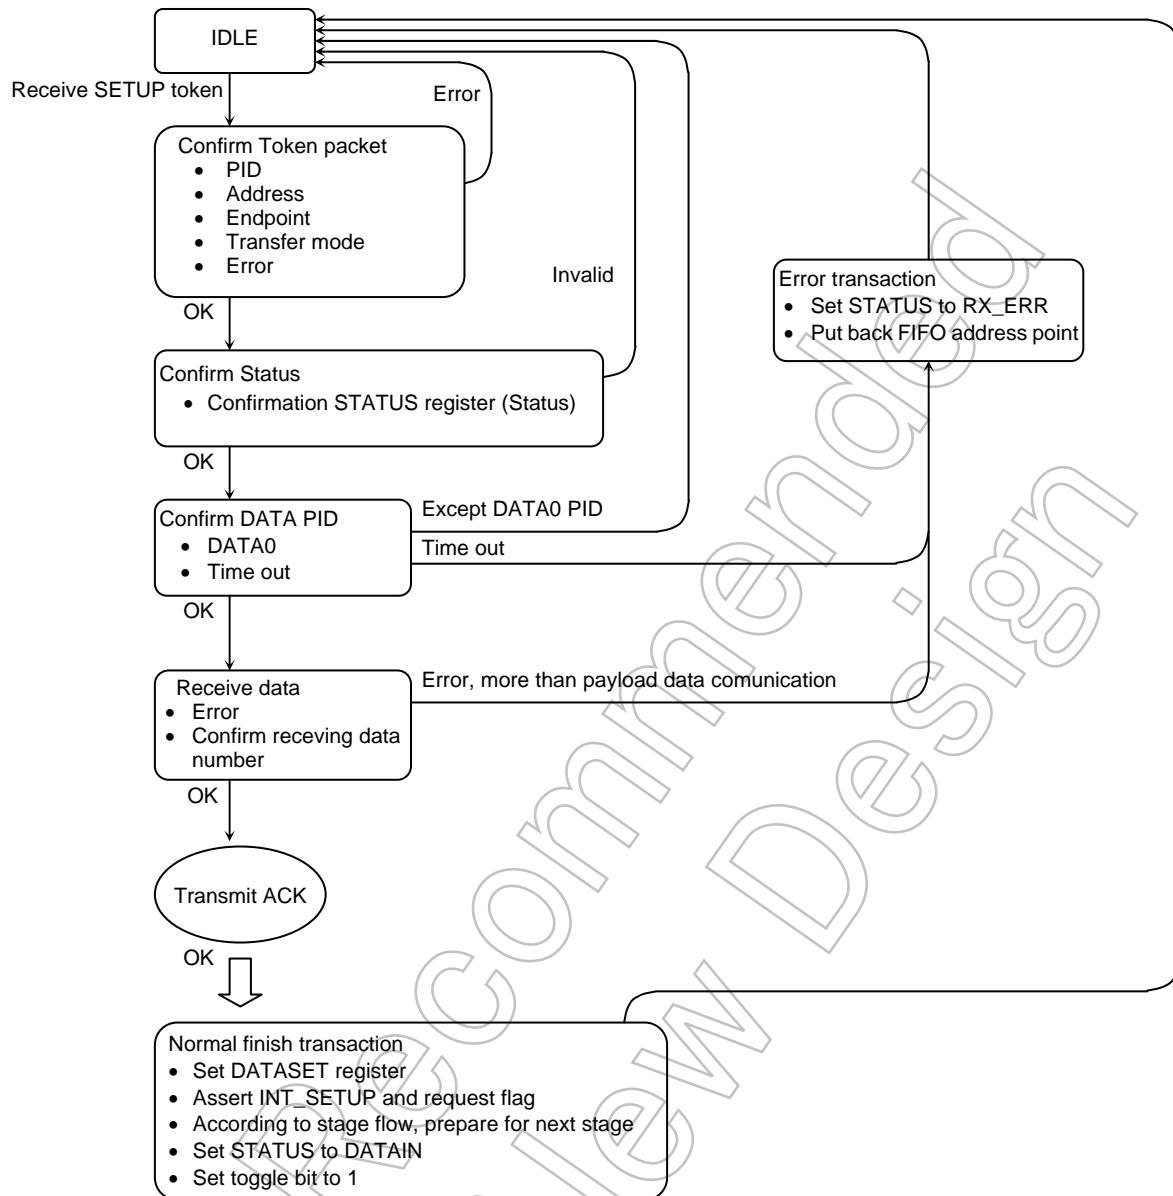 IDLE
Receive SETUP token
Error
Confirm Token packet
• PID
• Address
• Endpoint
• Transfer mode
• Error
Invalid
Error transaction
• Set STATUS to RX_ERR
• Put back FIFO address point
OK
Confirm Status
• Confirmation STATUS register (Status)
OK
Confirm DATA PID
• DATA0
• Time out
Except DATA0 PID
Time out
OK
Receive data
• Error
• Confirm receving data
number
Error, more than payload data comunication
OK
Transmit ACK
OK
Normal finish transaction
• Set DATASET register
• Assert INT_SETUP and request flag
• According to stage flow, prepare for next stage
• Set STATUS to DATAIN
• Set toggle bit to 1
Recommended
ew Design